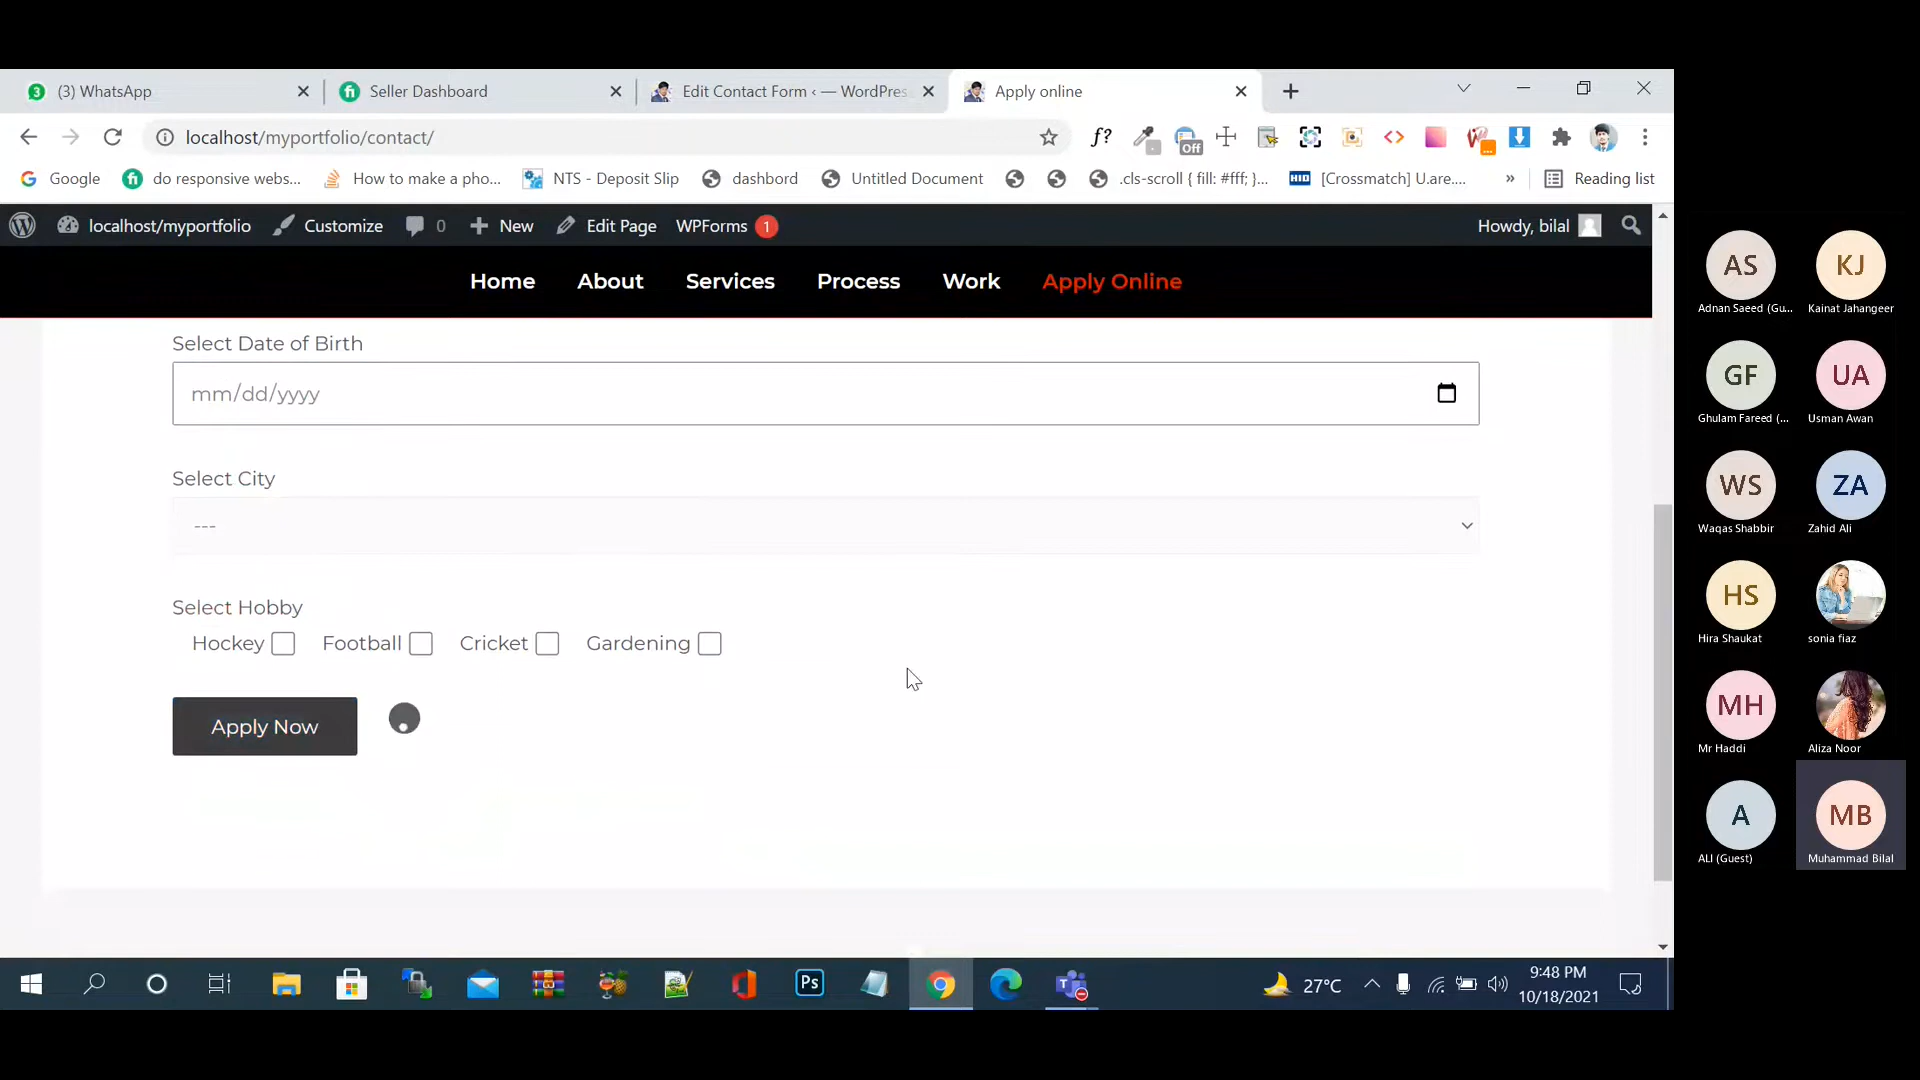 3 (3) WhatsApp
Seller Dashboard
Edit Contact Form ‹ — WordPres
Apply online
localhost/myportfolio/contact/
f?
Off
Google
do responsive webs...
How to make a pho...
NTS - Deposit Slip
dashbord
Untitled Document
.cls-scroll { fill: #fff; }...
HID
[Crossmatch] U.are....
»
Reading list
localhost/myportfolio
Customize
0
New
Edit Page
WPForms 1
Howdy, bilal
Home About Services Process Work Apply Online
Select Date of Birth
mm/dd/yyyy
Select City
---
Select Hobby
Hockey Football Cricket Gardening
Apply Now
AS
Adnan Saeed (Gu...
KJ
Kainat Jahangeer
GF
Ghulam Fareed (...
UA
Usman Awan
WS
Waqas Shabbir
ZA
Zahid Ali
HS
Hira Shaukat
sonia fiaz
MH
Mr Haddi
Aliza Noor
A
ALI (Guest)
MB
Muhammad Bilal
Ps
27°C
9:48 PM
10/18/2021